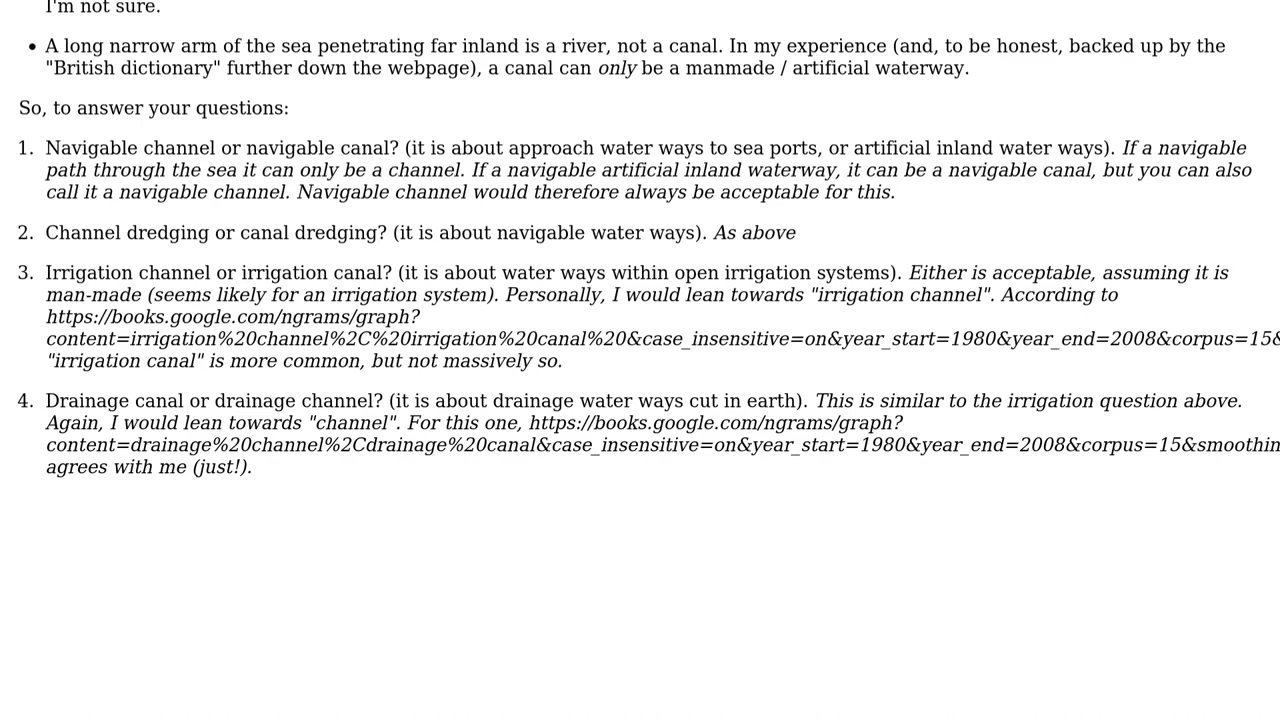 I'm not sure.
• A long narrow arm of the sea penetrating far inland is a river, not a canal. In my experience (and, to be honest, backed up by the
"British dictionary" further down the webpage), a canal can only be a manmade / artificial waterway.
So, to answer your questions:
1. Navigable channel or navigable canal? (it is about approach water ways to sea ports, or artificial inland water ways). If a navigable
path through the sea it can only be a channel. If a navigable artificial inland waterway, it can be a navigable canal, but you can also
call it a navigable channel. Navigable channel would therefore always be acceptable for this.
2. Channel dredging or canal dredging? (it is about navigable water ways). As above
3. Irrigation channel or irrigation canal? (it is about water ways within open irrigation systems). Either is acceptable, assuming it is
man-made (seems likely for an irrigation system). Personally, I would lean towards "irrigation channel". According to
https://books.google.com/ngrams/graph?
content=irrigation%20channel%2C%20irrigation%20canal%20&case_insensitive=on&year_start=1980&year_end=2008&corpus=15&
"irrigation canal" is more common, but not massively so.
4. Drainage canal or drainage channel? (it is about drainage water ways cut in earth). This is similar to the irrigation question above.
Again, I would lean towards "channel". For this one, https://books.google.com/ngrams/graph?
content=drainage%20channel%2Cdrainage%20canal&case_insensitive=on&year_start=1980&year_end=2008&corpus=15&smoothin
agrees with me (just!).